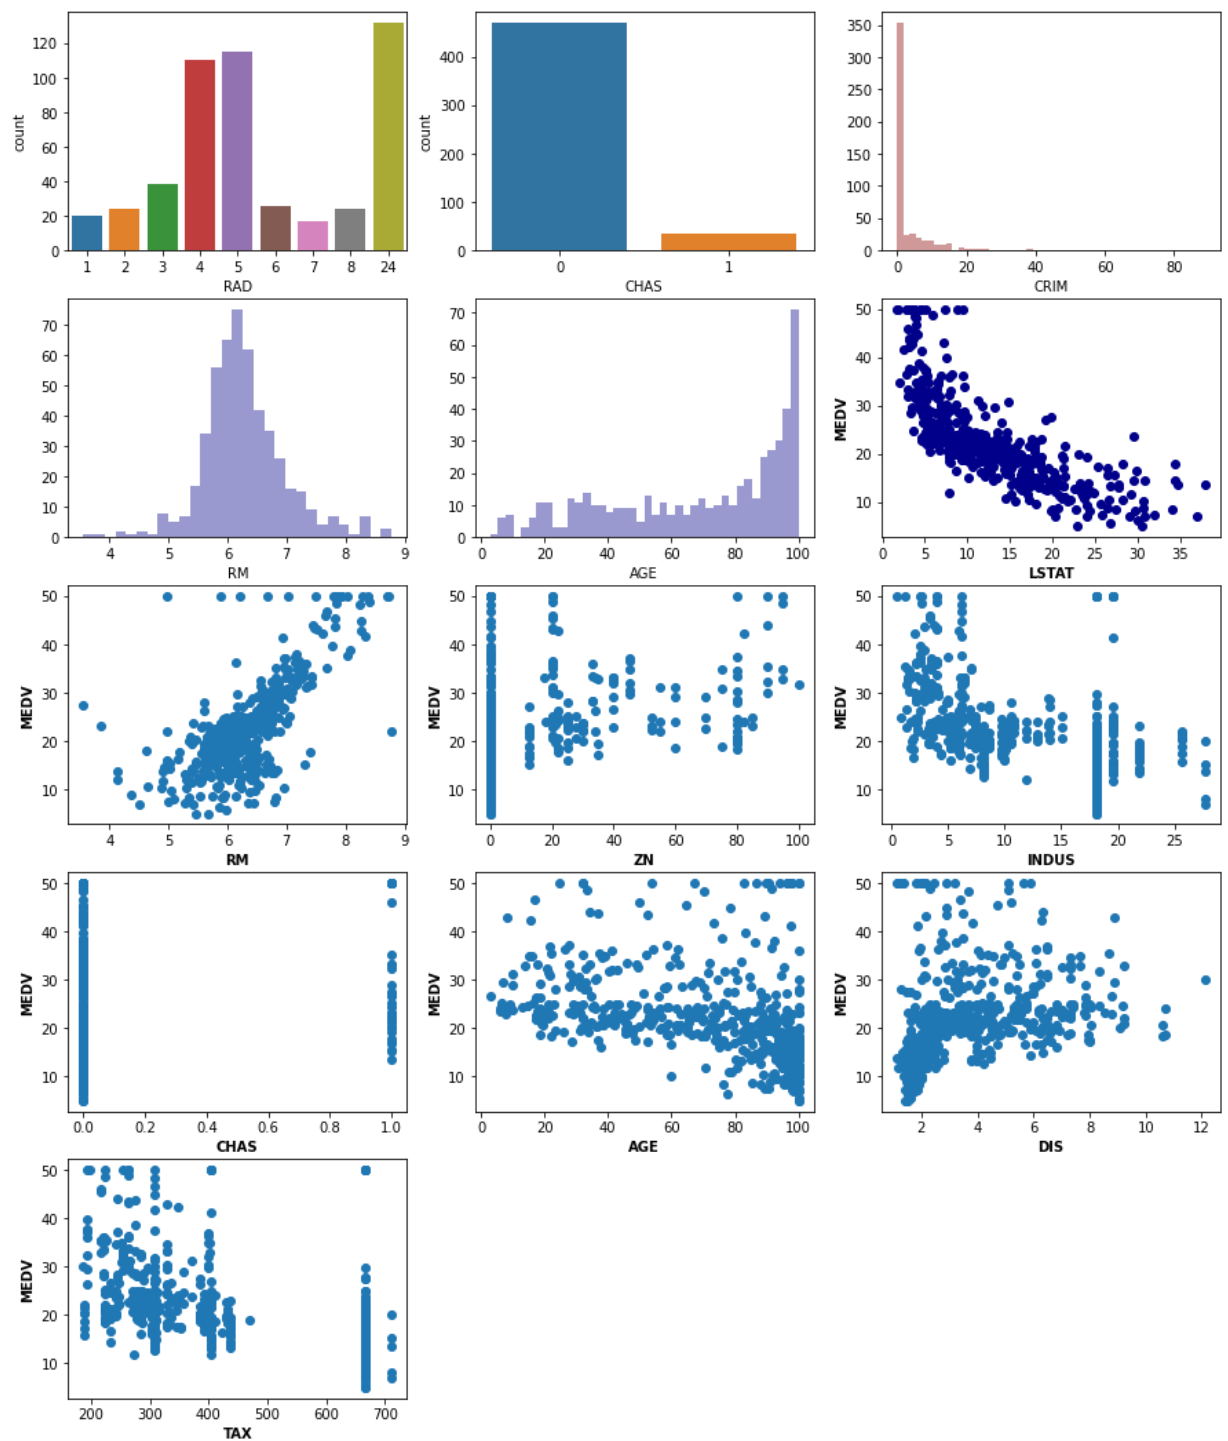 120
100
80
60
40
20
0
count
1 2 3 4 5 6 7 8 24
RAD
400
300
200
100
0
count
0 1
CHAS
350
300
250
200
150
100
50
0
0 20 40 60 80
CRIM
70
60
50
40
30
20
10
0
4 5 6 7 8 9
RM
70
60
50
40
30
20
10
0
0 20 40 60 80 100
AGE
50
40
30
20
10
MEDV
0 5 10 15 20 25 30 35
LSTAT
50
40
30
20
10
MEDV
4 5 6 7 8 9
RM
50
40
30
20
10
MEDV
0 20 40 60 80 100
ZN
50
40
30
20
10
MEDV
0 5 10 15 20 25
INDUS
50
40
30
20
10
MEDV
0.0 0.2 0.4 0.6 0.8 1.0
CHAS
50
40
30
20
10
MEDV
0 20 40 60 80 100
AGE
50
40
30
20
10
MEDV
2 4 6 8 10 12
DIS
50
40
30
20
10
MEDV
200 300 400 500 600 700
TAX